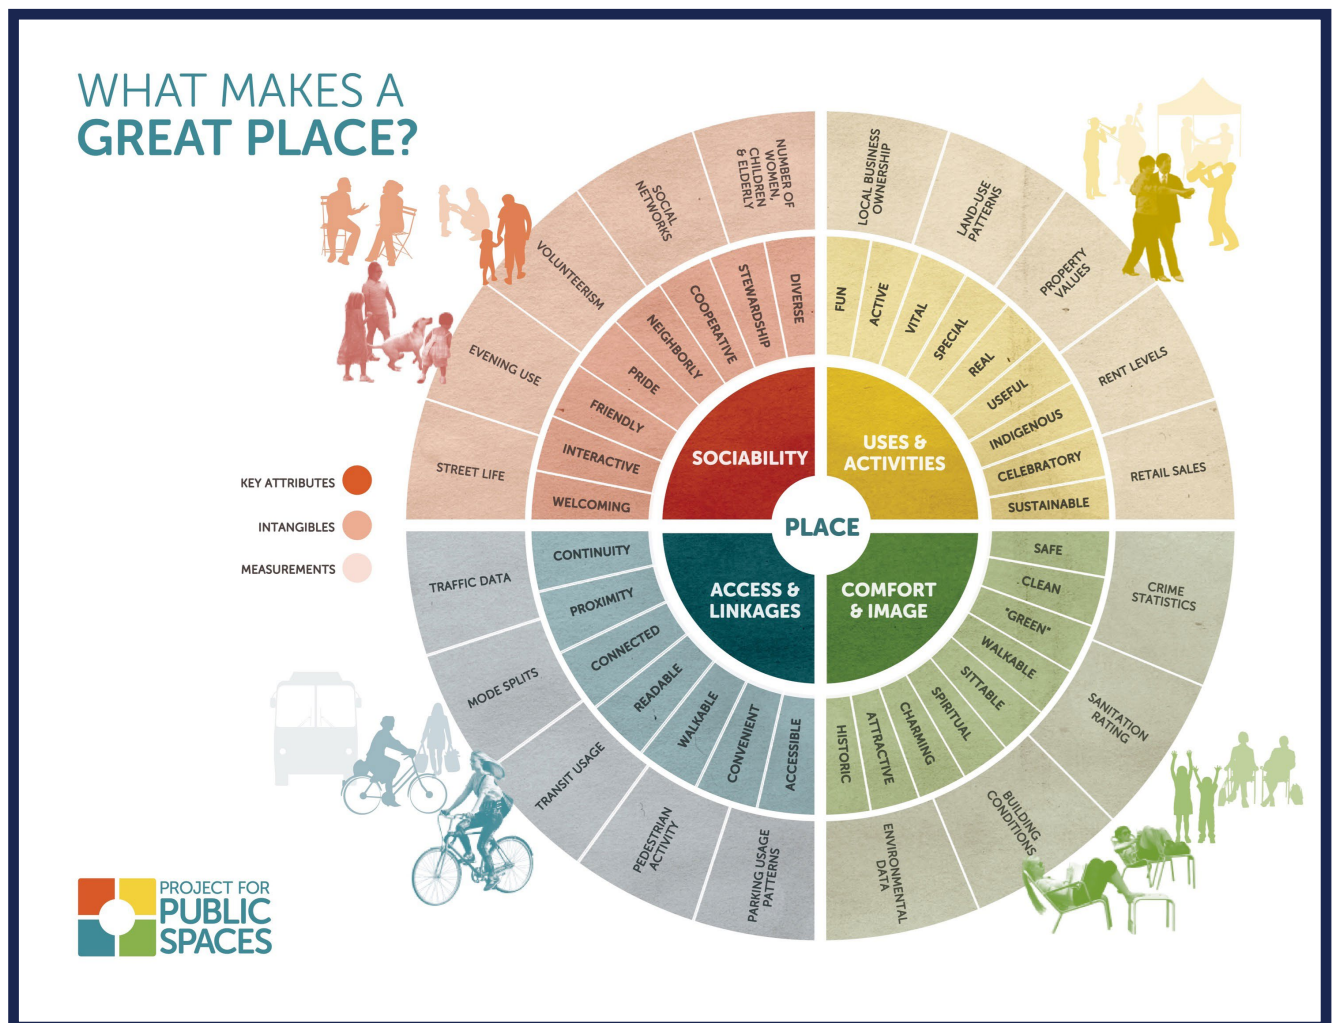 WHAT MAKES A
GREAT PLACE?
KEY ATTRIBUTES
INTANGIBLES
MEASUREMENTS
PLACE
SOCIABILITY
USES &
ACTIVITIES
ACCESS &
LINKAGES
COMFORT
& IMAGE
WELCOMING
INTERACTIVE
FRIENDLY
PRIDE
NEIGHBORLY
COOPERATIVE
STEWARDSHIP
DIVERSE
FUN
ACTIVE
VITAL
SPECIAL
REAL
USEFUL
INDIGENOUS
CELEBRATORY
SUSTAINABLE
SAFE
CLEAN
"GREEN"
WALKABLE
SITTABLE
SPIRITUAL
CHARMING
ATTRACTIVE
HISTORIC
ACCESSIBLE
CONVENIENT
WALKABLE
READABLE
CONNECTED
PROXIMITY
CONTINUITY
STREET LIFE
EVENING USE
VOLUNTEERISM
SOCIAL
NETWORKS
NUMBER OF
WOMEN,
CHILDREN
& ELDERLY
LOCAL BUSINESS
OWNERSHIP
LAND-USE
PATTERNS
PROPERTY
VALUES
RENT LEVELS
RETAIL SALES
CRIME
STATISTICS
SANITATION
RATING
BUILDING
CONDITIONS
ENVIRONMENTAL
DATA
PARKING USAGE
PATTERNS
PEDESTRIAN
ACTIVITY
TRANSIT USAGE
MODE SPLITS
TRAFFIC DATA
PROJECT FOR
PUBLIC
SPACES